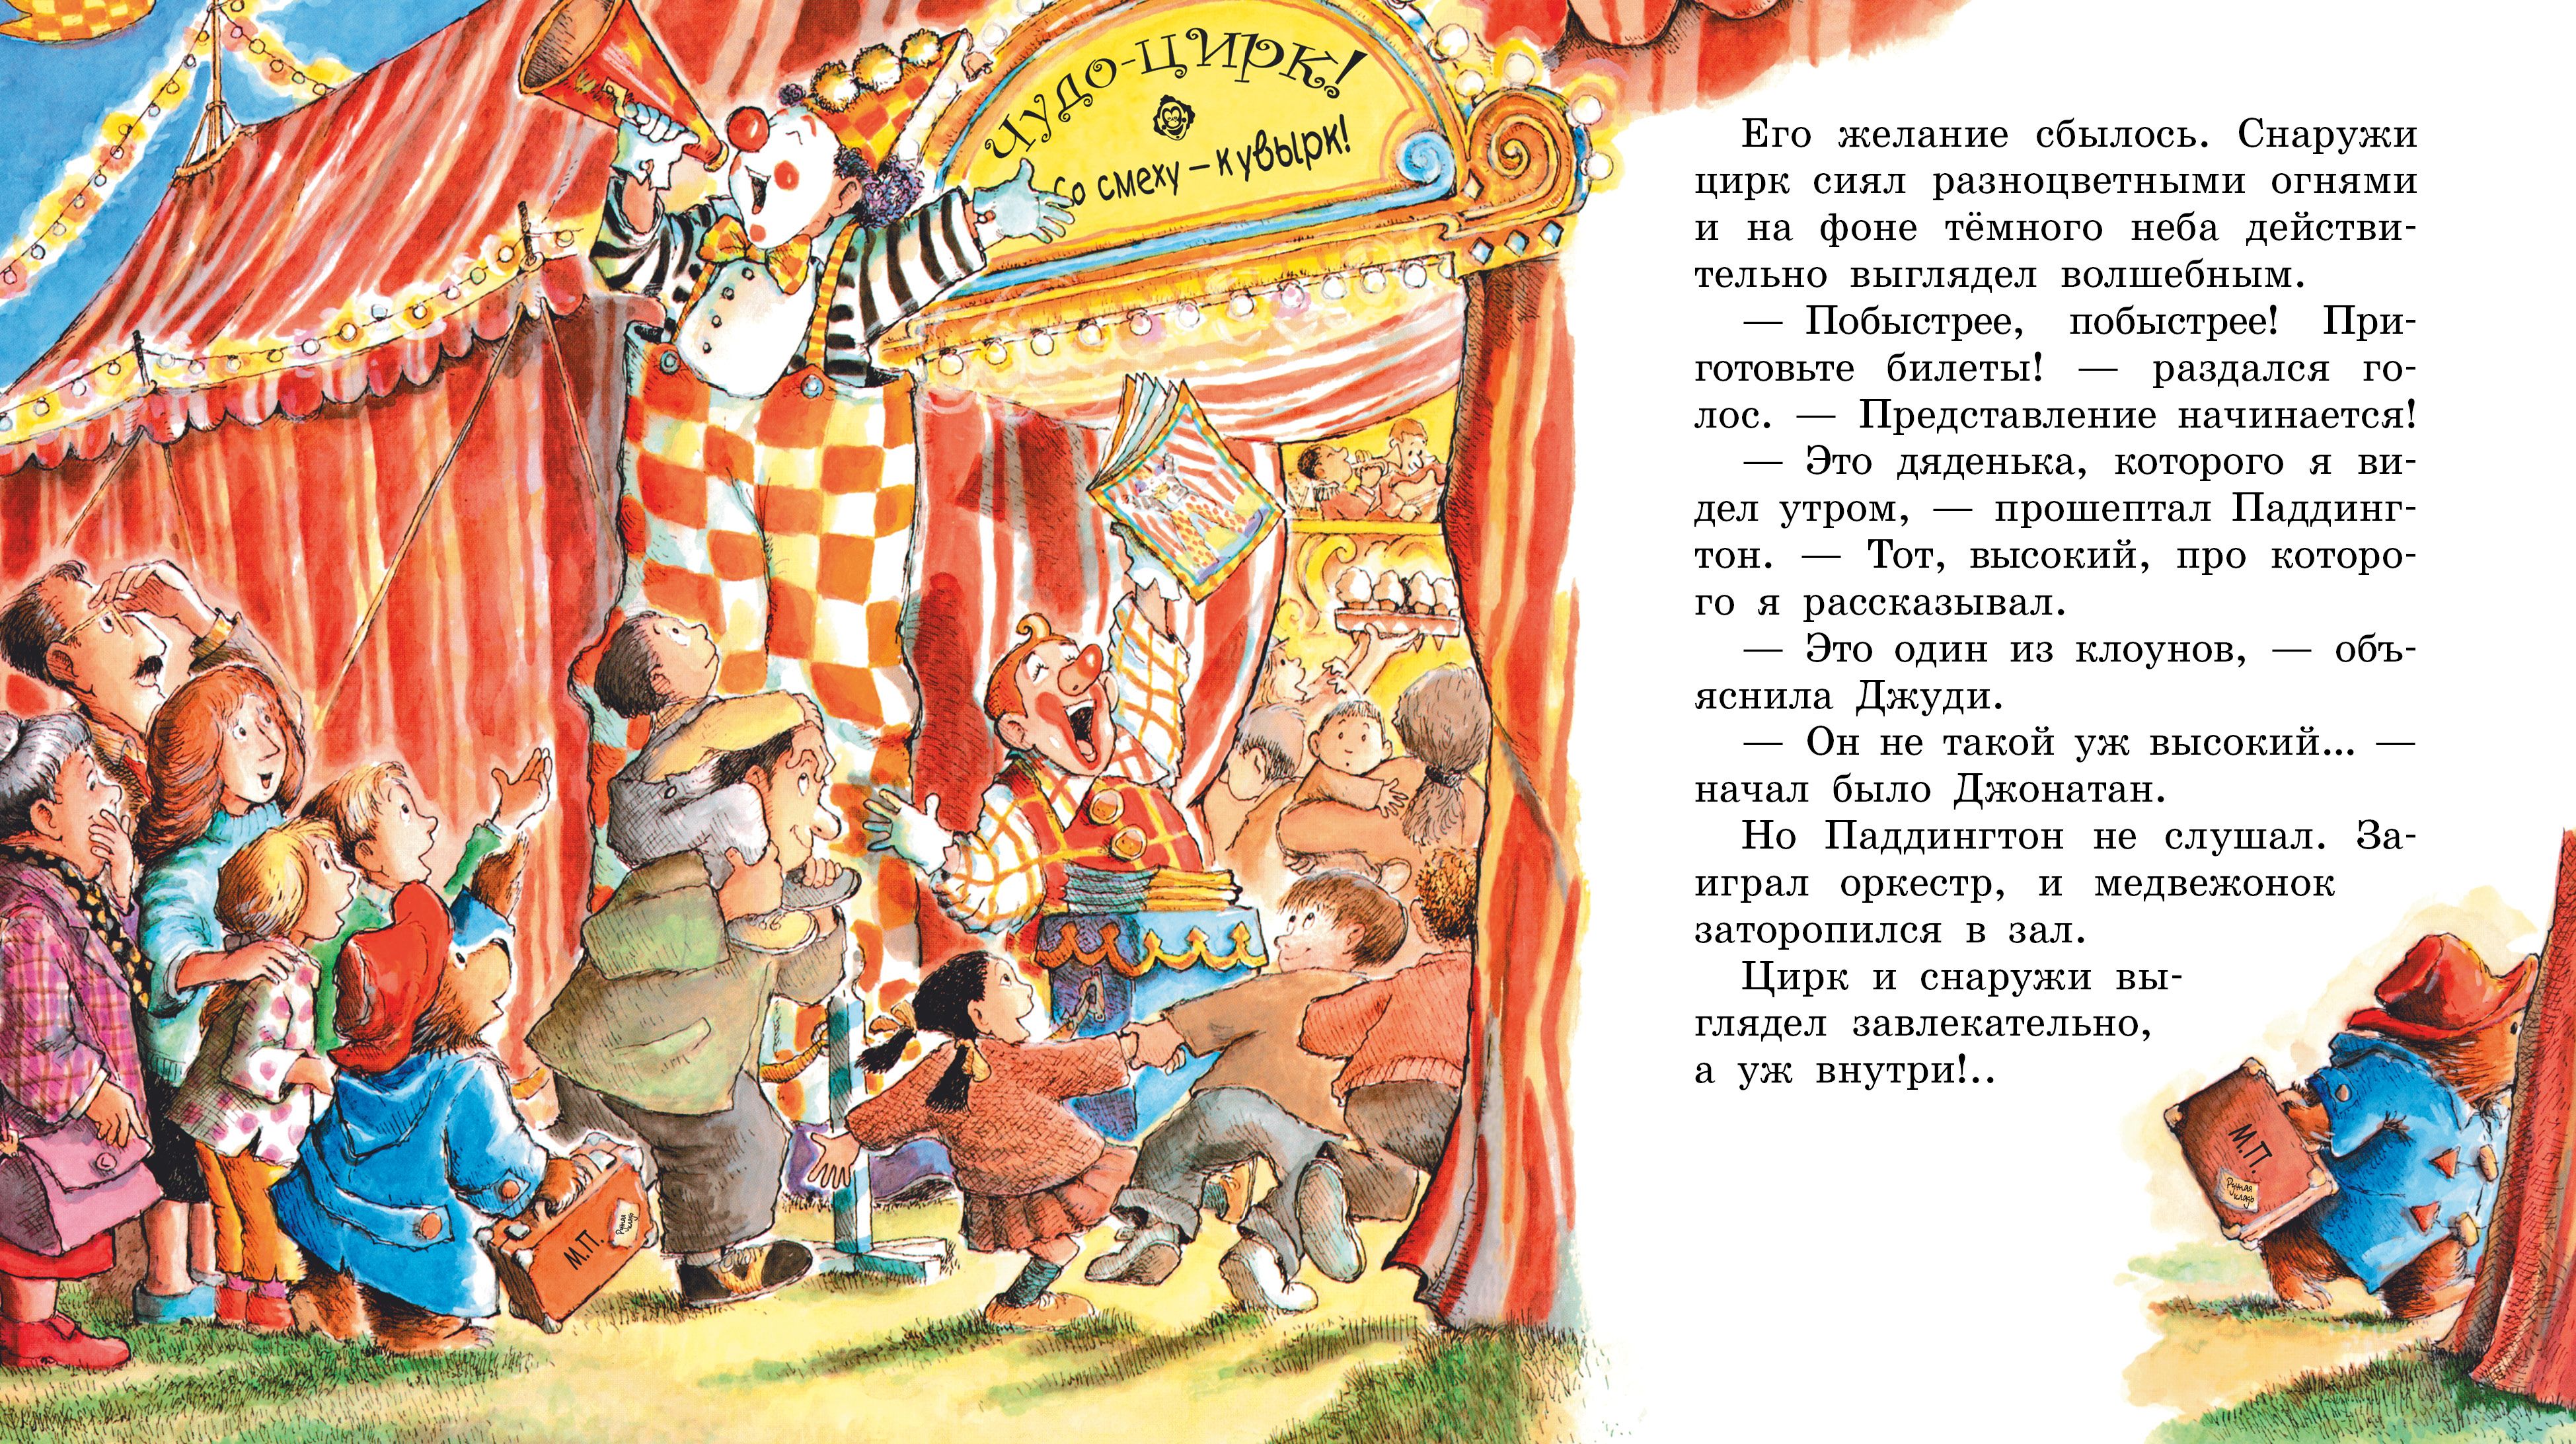 Чудо-цирк!
Со смеху – кувырк!
М.П.
Ручная
кладь
Его желание сбылось. Снаружи
цирк сиял разноцветными огнями
и на фоне тёмного неба действи-
тельно выглядел волшебным.
— Побыстрее, побыстрее! При-
готовьте билеты! — раздался го-
лос. — Представление начинается!
— Это дяденька, которого я ви-
дел утром, — прошептал Паддинг-
тон. — Тот, высокий, про которо-
го я рассказывал.
— Это один из клоунов, — объ-
яснила Джуди.
— Он не такой уж высокий... —
начал было Джонатан.
Но Паддингтон не слушал. За-
играл оркестр, и медвежонок
заторопился в зал.
Цирк и снаружи вы-
глядел завлекательно,
а уж внутри!..
М.П.
Ручная
кладь